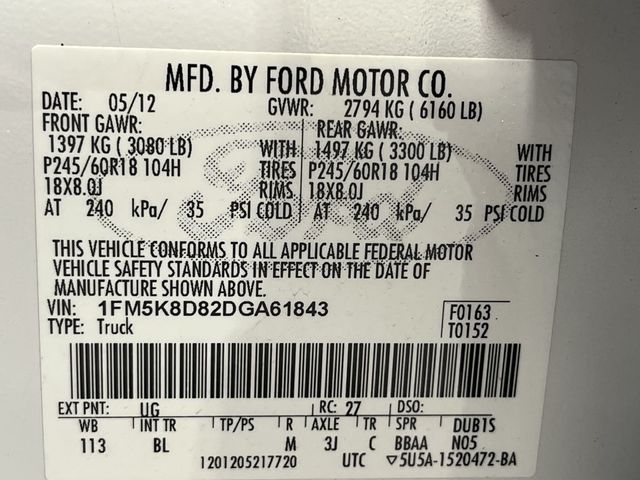 MFD. BY FORD MOTOR CO.
DATE: 05/12 GVWR: 2794 KG ( 6160 LB)
FRONT GAWR: REAR GAWR:
1397 KG ( 3080 LB) WITH 1497 KG ( 3300 LB) WITH
P245/60R18 104H TIRES P245/60R18 104H TIRES
18X8.0J RIMS 18X8.0J RIMS
AT 240 kPa/ 35 PSI COLD AT 240 kPa/ 35 PSI COLD
Ford
THIS VEHICLE CONFORMS TO ALL APPLICABLE FEDERAL MOTOR
VEHICLE SAFETY STANDARDS IN EFFECT ON THE DATE OF
MANUFACTURE SHOWN ABOVE.
VIN: 1FM5K8D82DGA61843 F0163
TYPE: Truck T0152
EXT PNT: UG RC: 27 DSO:
WB INT TR TP/PS R AXLE TR SPR DUB1S
113 BL M 3J C BBAA N05
1201205217720 UTC ▽5U5A-1520472-BA